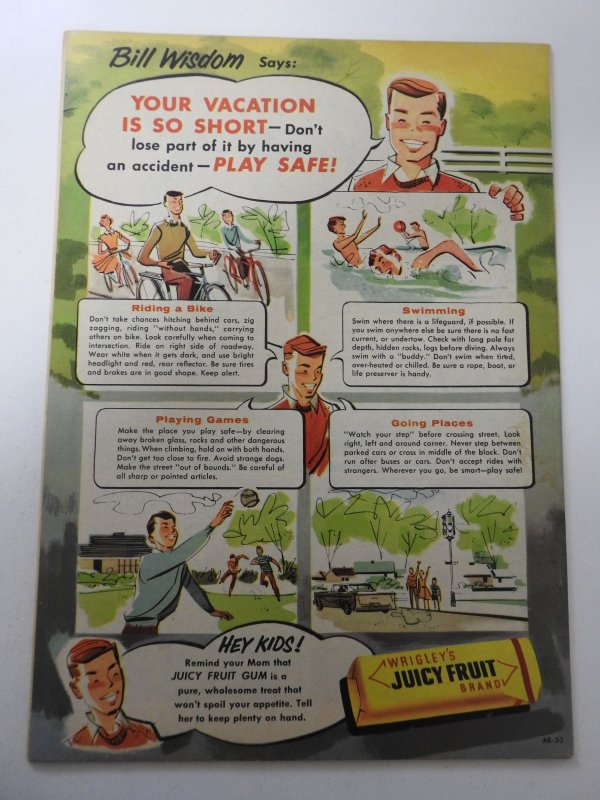 Bill Wisdom Says:
YOUR VACATION
IS SO SHORT—Don't
lose part of it by having
an accident—PLAY SAFE!
Riding a Bike
Don't take chances hitching behind cars, zig
zagging, riding "without hands," carrying
others on bike. Look carefully when coming to
intersection. Ride on right side of roadway.
Wear white when it gets dark, and use bright
headlight and red, rear reflector. Be sure tires
and brakes are in good shape. Keep alert.
Swimming
Swim where there is a lifeguard, if possible. If
you swim anywhere else be sure there is no fast
current, or undertow. Check with long pole for
depth, hidden rocks, logs before diving. Always
swim with a "buddy." Don't swim when tired,
over-heated or chilled. Be sure a rope, boat, or
life preserver is handy.
Playing Games
Make the place you play safe—by clearing
away broken glass, rocks and other dangerous
things. When climbing, hold on with both hands.
Don't get too close to fire. Avoid strange dogs.
Make the street "out of bounds." Be careful of
all sharp or pointed articles.
Going Places
"Watch your step" before crossing street. Look
right, left and around corner. Never step between
parked cars or cross in middle of the block. Don't
run after buses or cars. Don't accept rides with
strangers. Wherever you go, be smart—play safe!
HEY KIDS!
Remind your Mom that
JUICY FRUIT GUM is a
pure, wholesome treat that
won't spoil your appetite. Tell
her to keep plenty on hand.
WRIGLEY'S
JUICY FRUIT
BRAND
AK-53